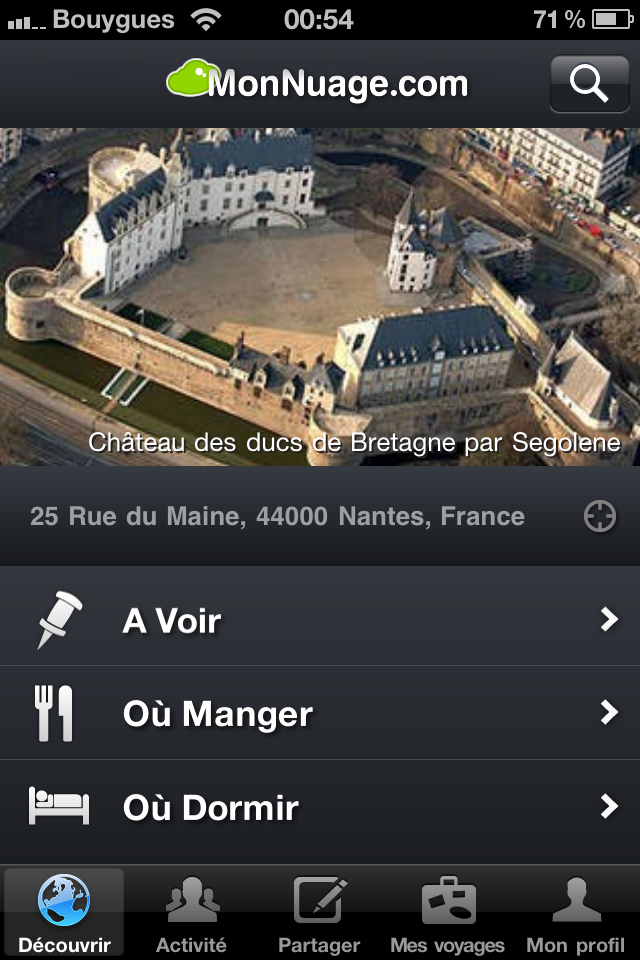 Bouygues 00:54 71 %
MonNuage.com
Château des ducs de Bretagne par Segolene
25 Rue du Maine, 44000 Nantes, France
A Voir
Où Manger
Où Dormir
Découvrir Activité Partager Mes voyages Mon profil